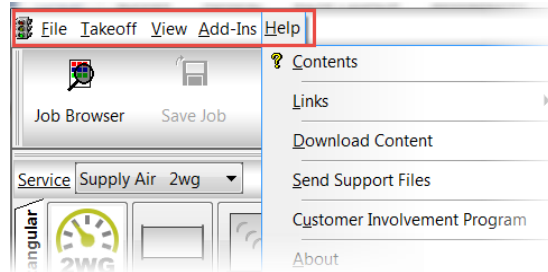 File Takeoff View Add-Ins Help
Contents
Links
Job Browser Save Job
Download Content
Service Supply Air 2wg
Send Support Files
Customer Involvement Program
angular
2WG
About